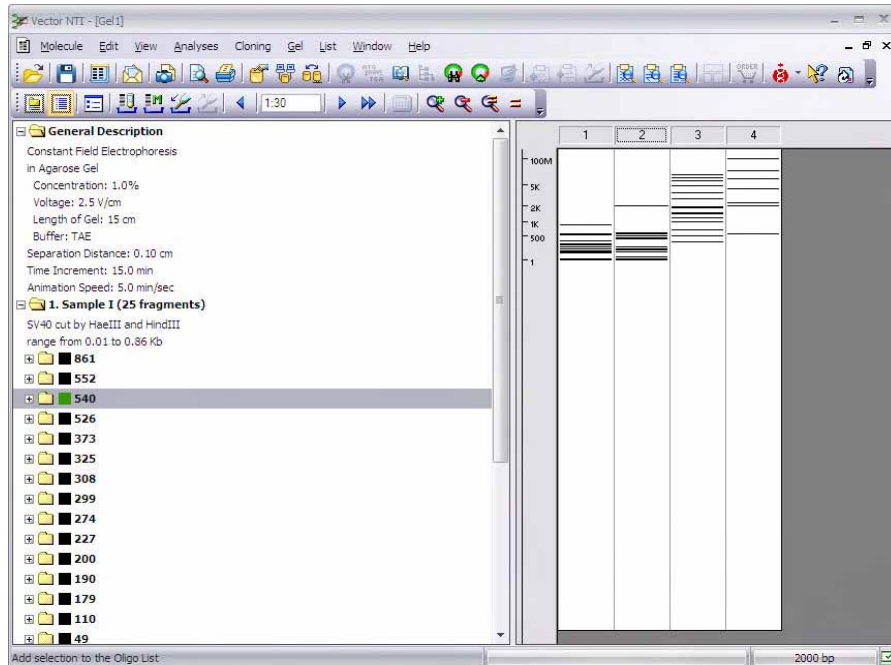 Vector NTI - [Gel1]
Molecule Edit View Analyses Cloning Gel List Window Help
ORDER
1:30
General Description
Constant Field Electrophoresis
in Agarose Gel
Concentration: 1.0%
Voltage: 2.5 V/cm
Length of Gel: 15 cm
Buffer: TAE
Separation Distance: 0.10 cm
Time Increment: 15.0 min
Animation Speed: 5.0 min/sec
1. Sample I (25 fragments)
SV40 cut by HaeIII and HindIII
range from 0.01 to 0.86 Kb
861
552
540
526
373
325
308
299
274
227
200
190
179
110
49
1 2 3 4
100M
5K
2K
1K
500
1
Add selection to the Oligo List
2000 bp